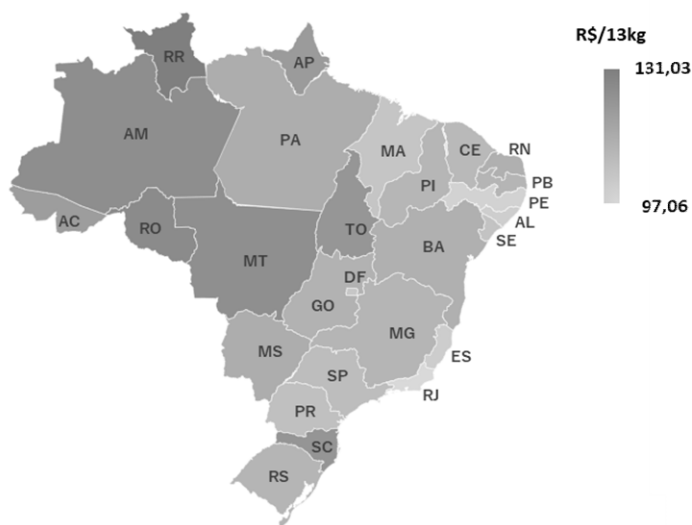 R$/13kg
131,03
97,06
RR
AP
AM
PA
MA
CE
RN
PI
PB
PE
AL
SE
AC
RO
TO
BA
MT
DF
GO
MG
MS
ES
SP
RJ
PR
SC
RS